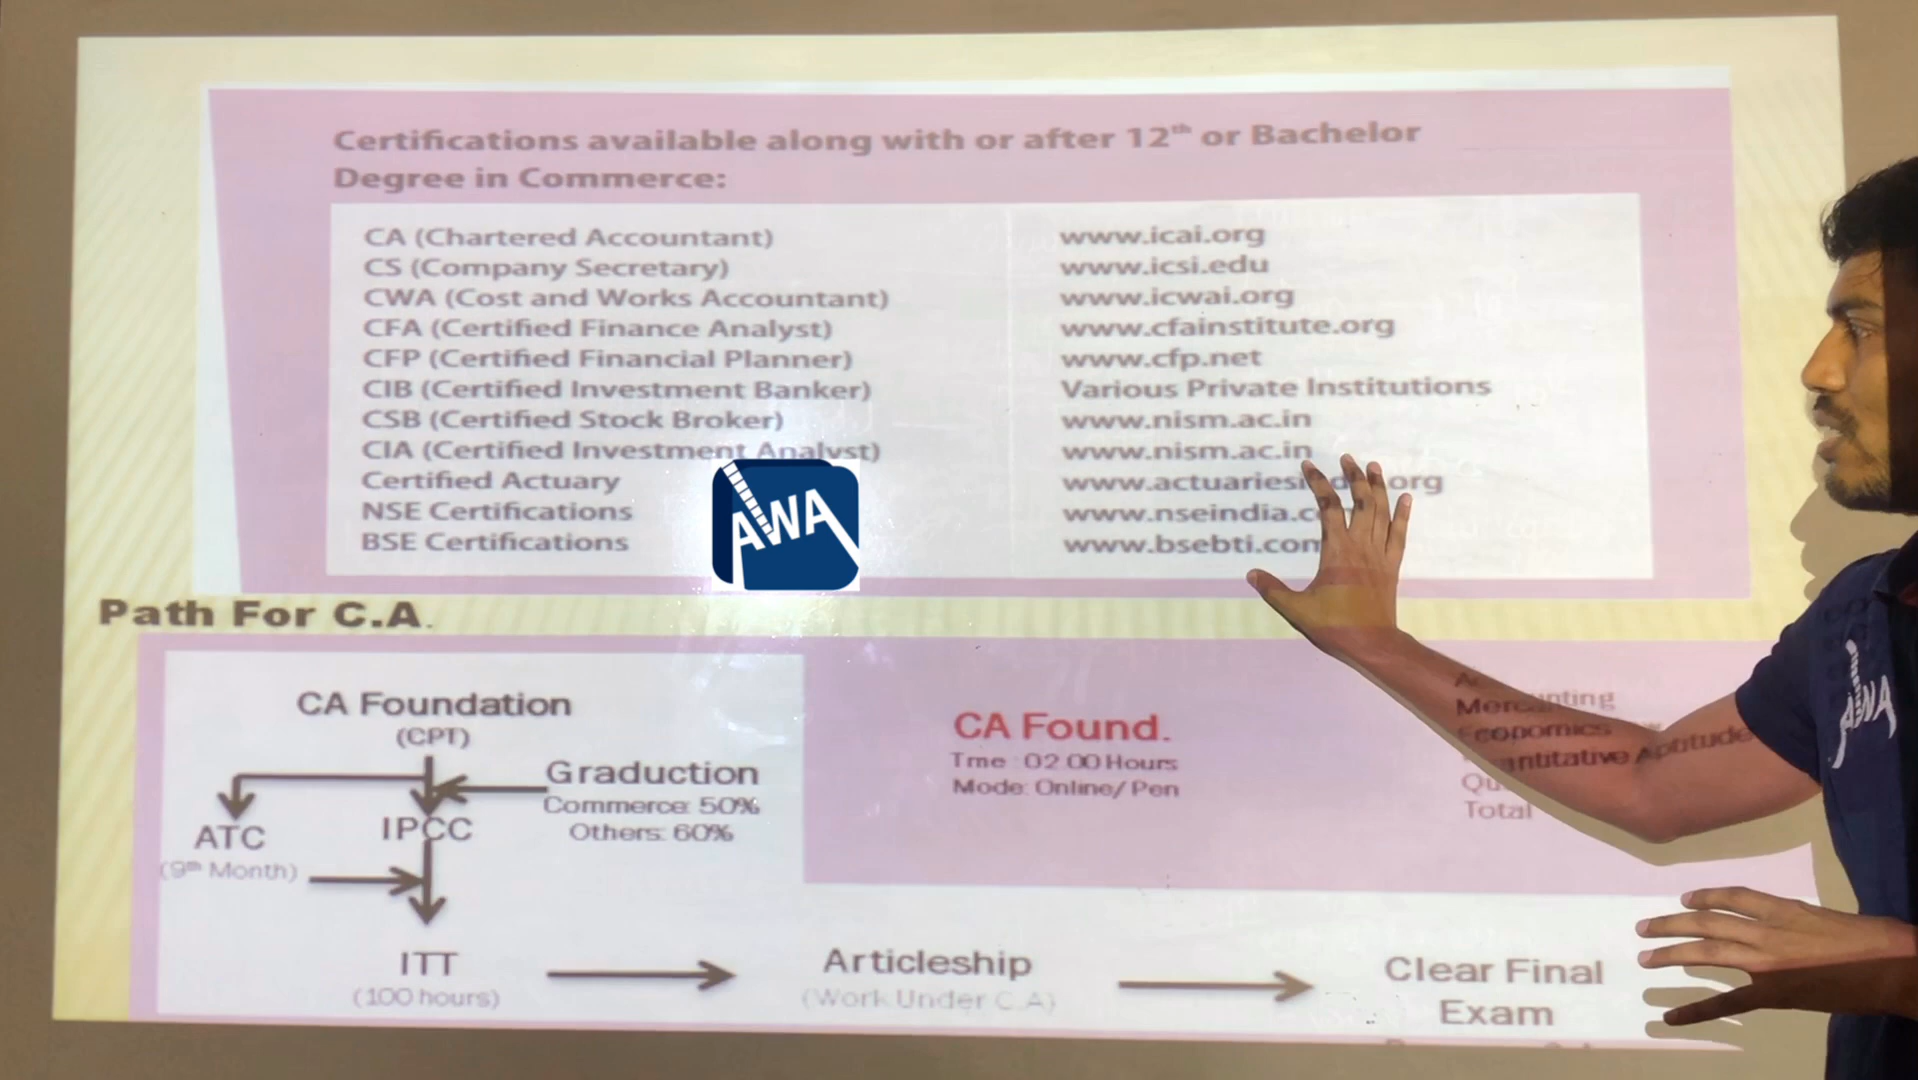 Certifications available along with or after 12th or Bachelor
Degree in Commerce:
CA (Chartered Accountant) www.icai.org
CS (Company Secretary) www.icsi.edu
CWA (Cost and Works Accountant) www.icwai.org
CFA (Certified Finance Analyst) www.cfainstitute.org
CFP (Certified Financial Planner) www.cfp.net
CIB (Certified Investment Banker) Various Private Institutions
CSB (Certified Stock Broker) www.nism.ac.in
CIA (Certified Investment Analyst) www.nism.ac.in
Certified Actuary
NSE Certifications
BSE Certifications
AWA
Path For C.A.
CA Foundation
(CPT)
Graduction
Commerce: 50%
Others: 60%
ATC
(9th Month)
IPCC
ITT
(100 hours)
Articleship
(Work Under C.A)
Clear Final
Exam
CA Found.
Tme : 02 00 Hours
Mode: Online/ Pen
Economics
Total
AWA